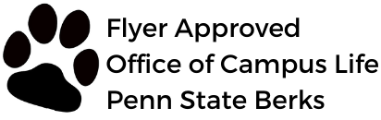 Flyer Approved
Office of Campus Life
Penn State Berks